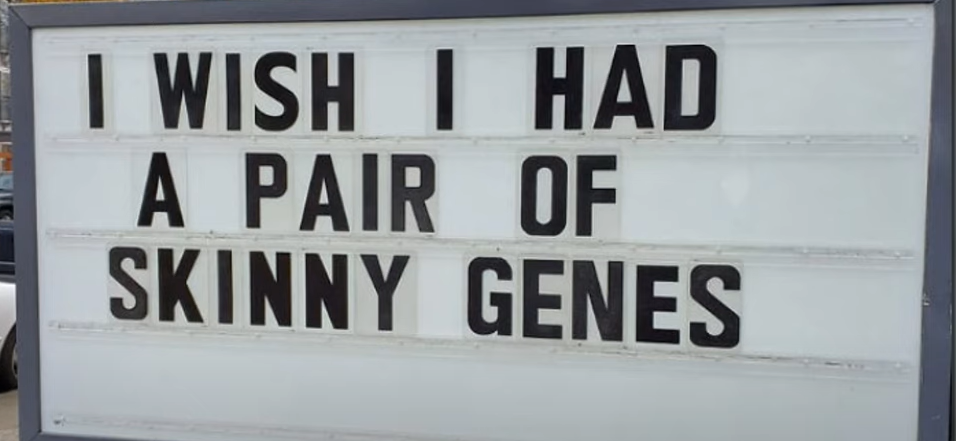 I WISH I HAD
A PAIR OF
SKINNY GENES